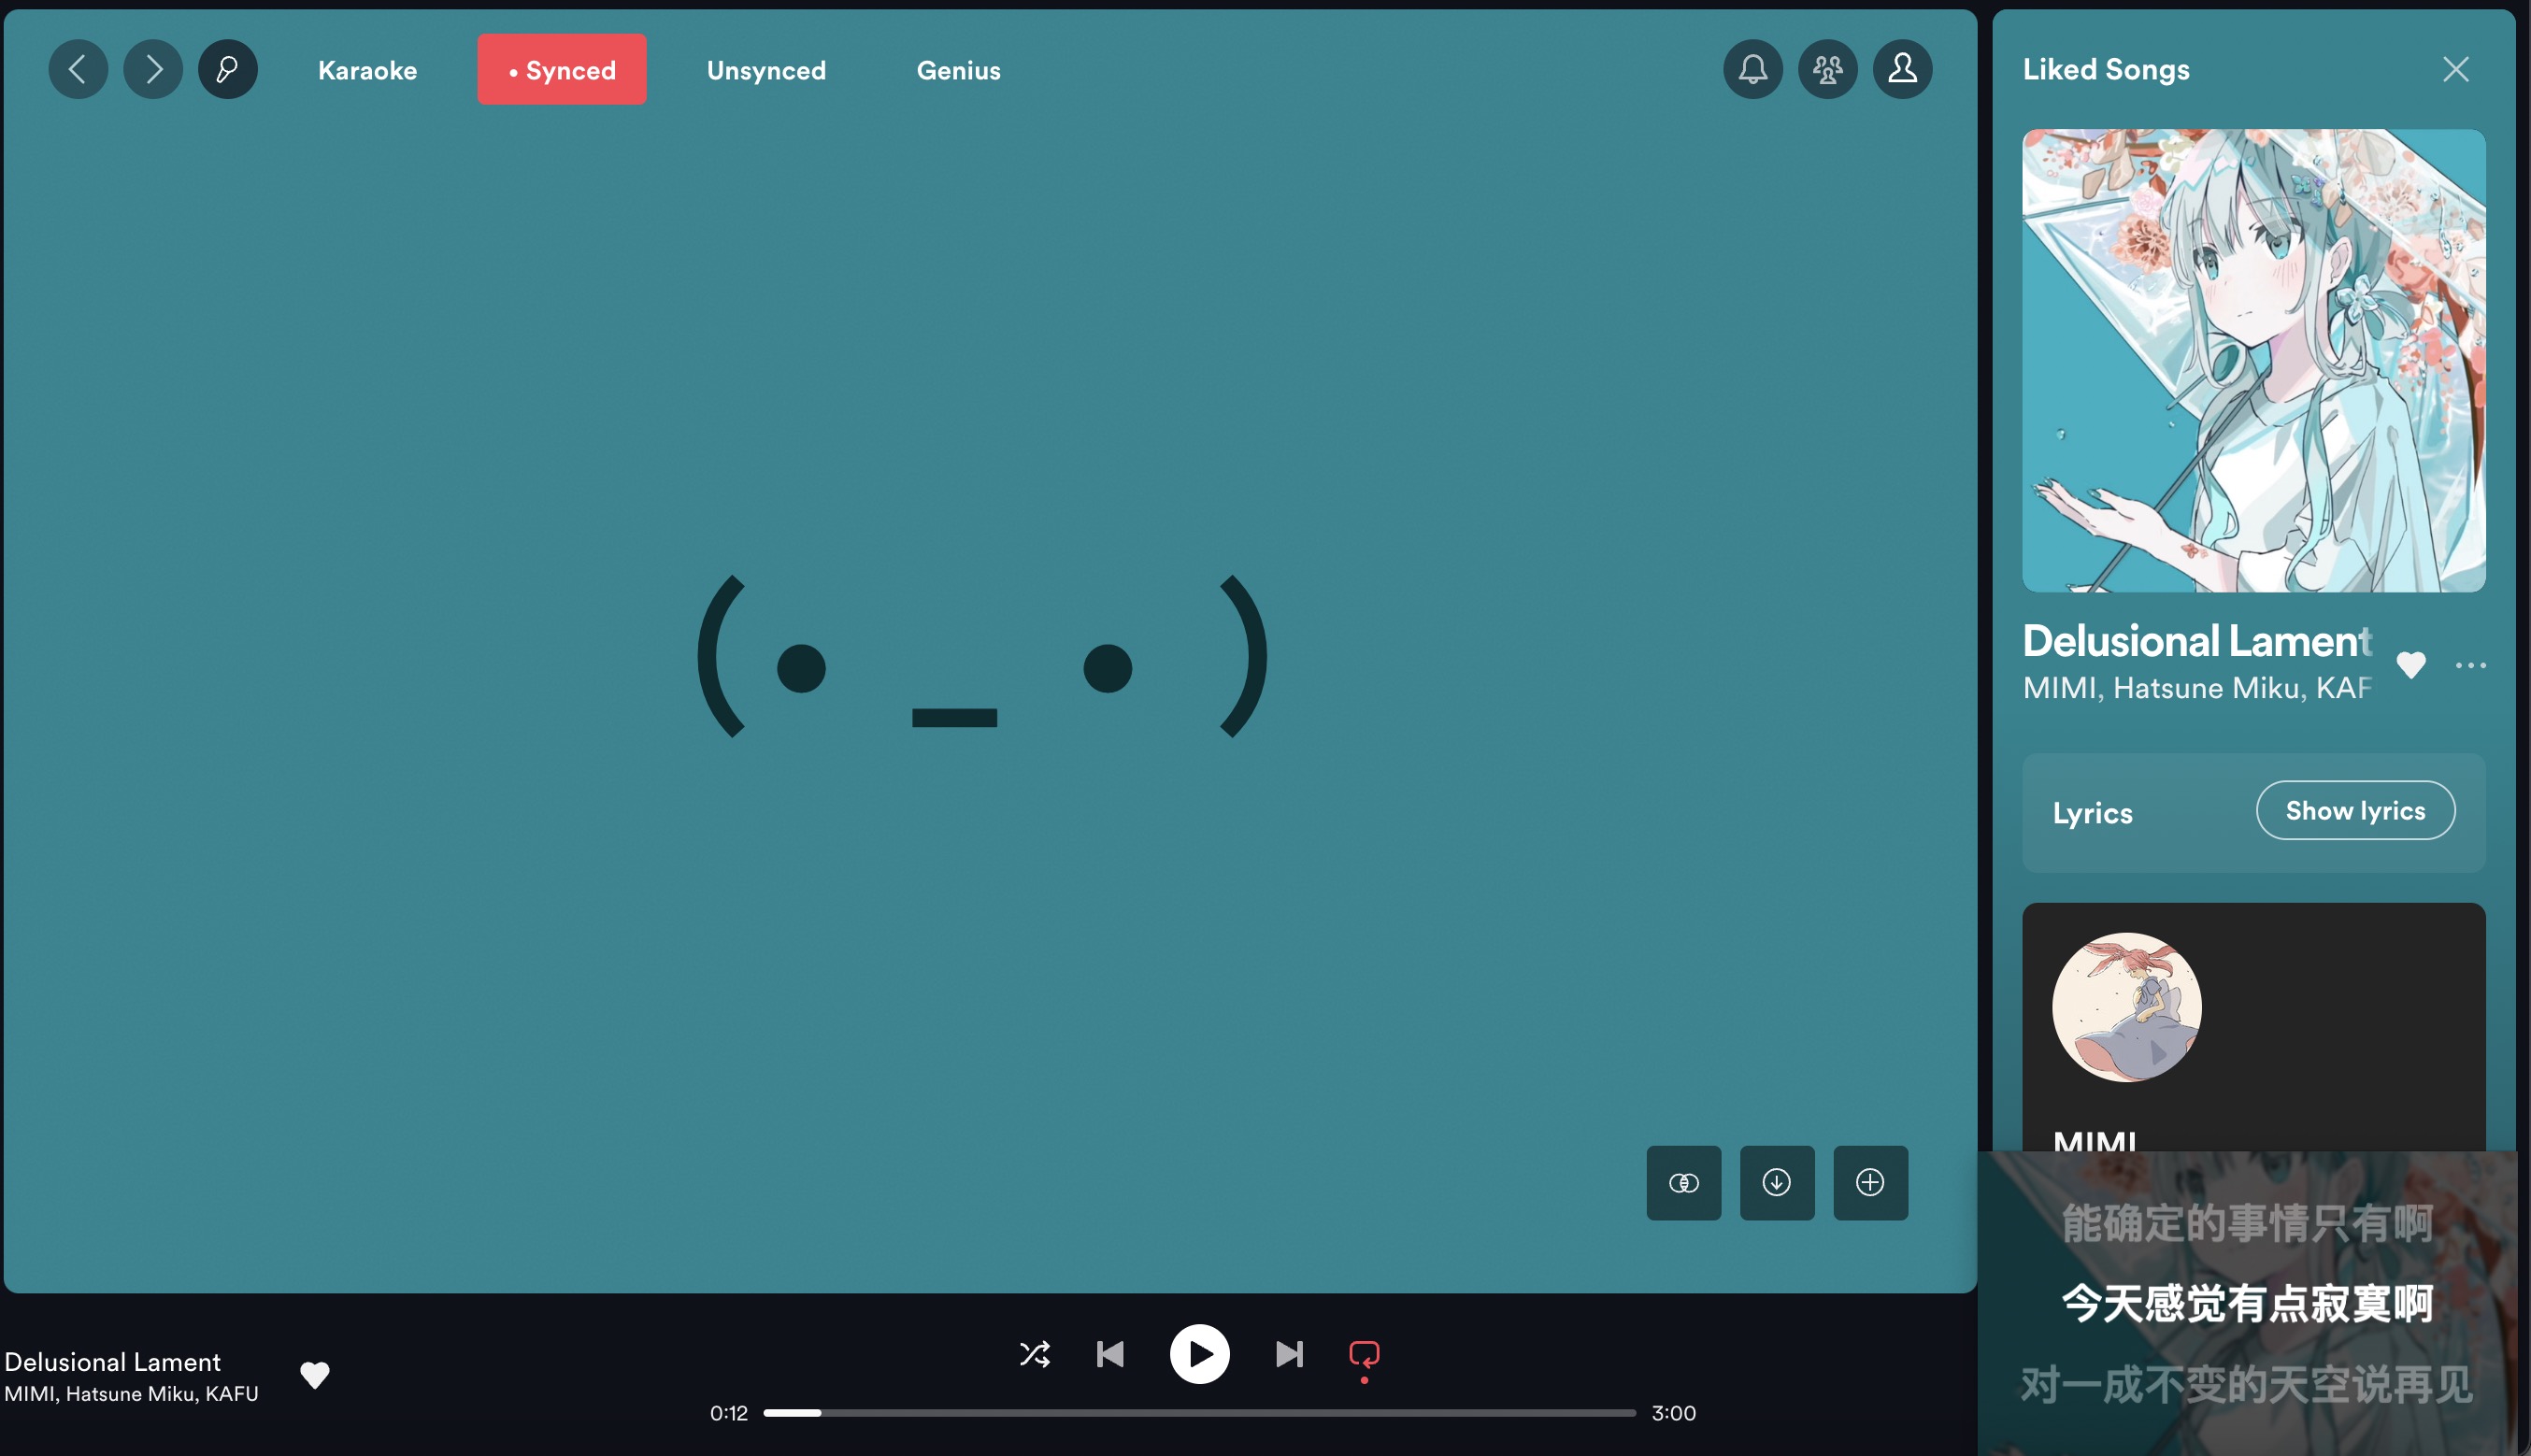 Karaoke
• Synced
Unsynced
Genius
(• _ •)
Liked Songs
Delusional Lament
MIMI, Hatsune Miku, KAF
Lyrics
Show lyrics
MIMI
能确定的事情只有啊
今天感觉有点寂寞啊
对一成不变的天空说再见
Delusional Lament
MIMI, Hatsune Miku, KAFU
0:12
3:00